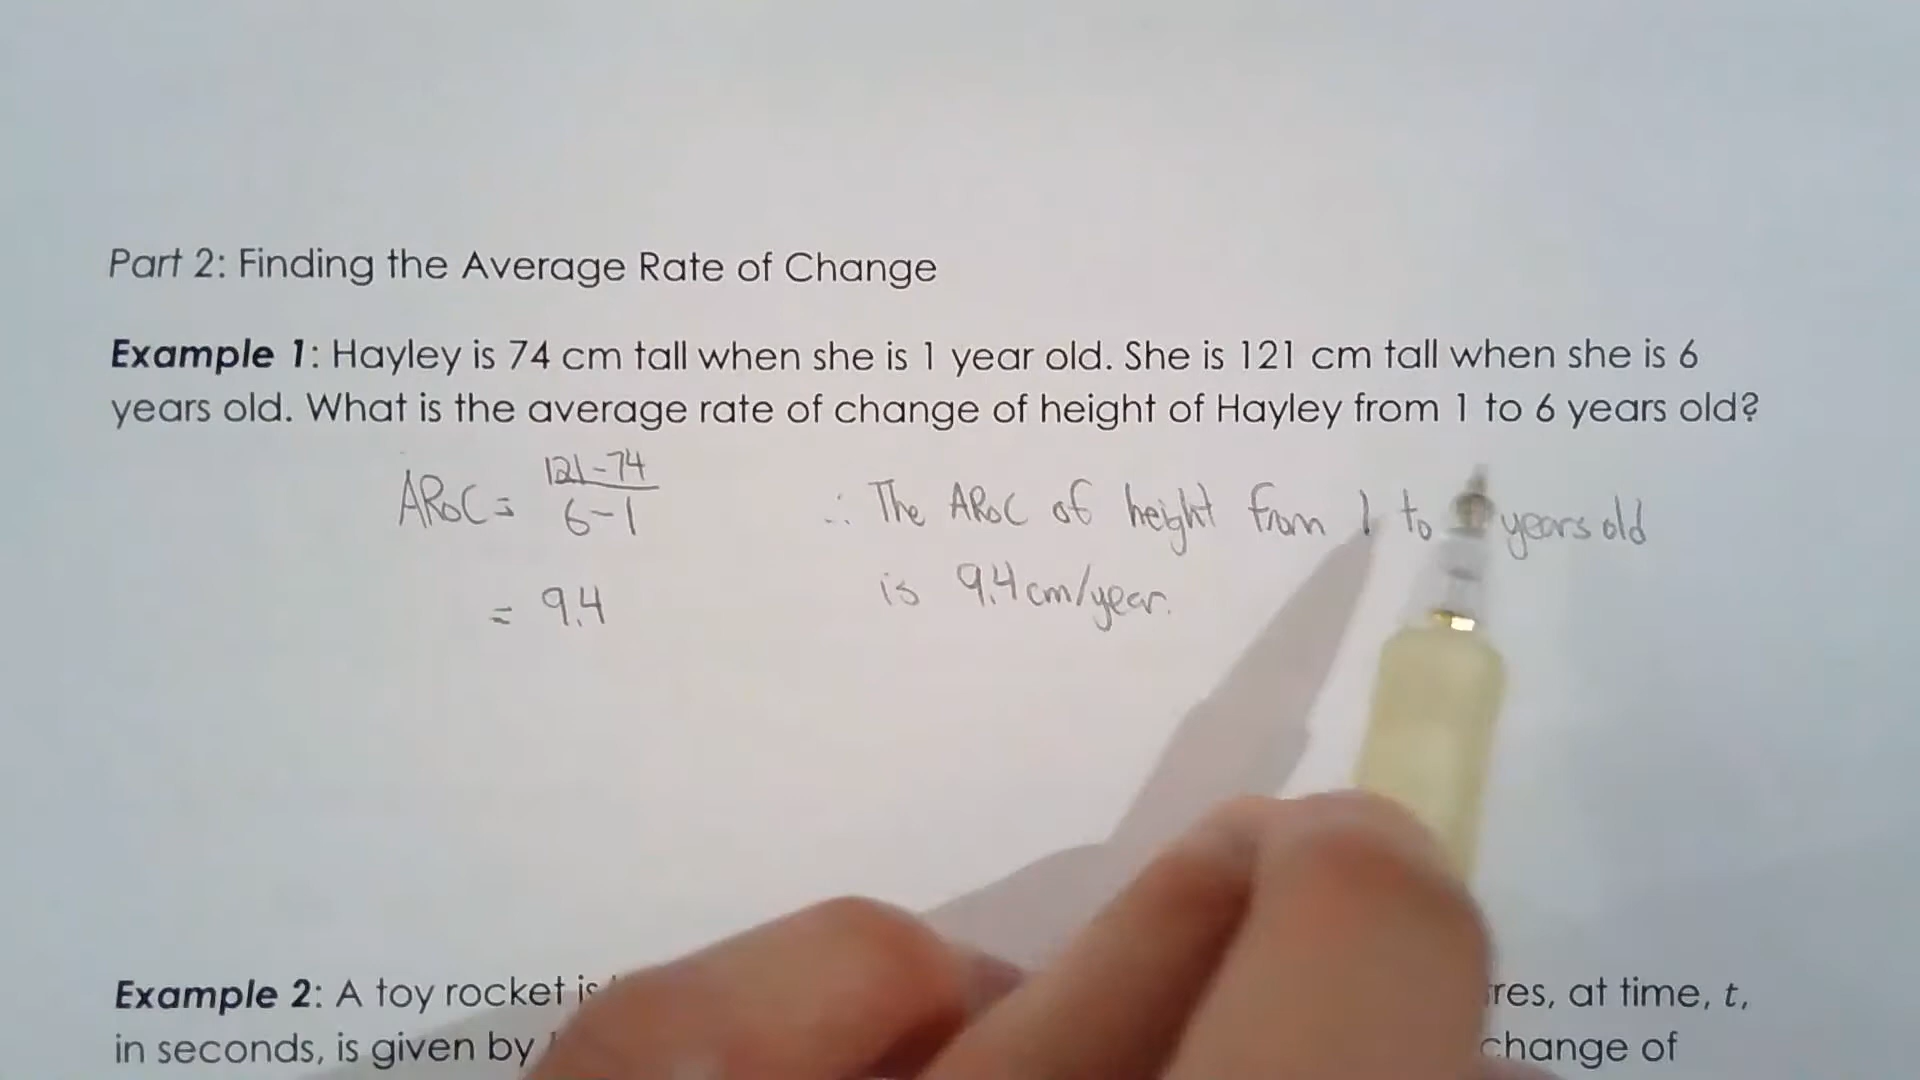 Part 2: Finding the Average Rate of Change
Example 1: Hayley is 74 cm tall when she is 1 year old. She is 121 cm tall when she is 6
years old. What is the average rate of change of height of Hayley from 1 to 6 years old?
ARoC = 121-74
6-1
= 9.4
∴ The ARoC of height from 1 to years old
is 9.4 cm/year.
Example 2: A toy rocket is at time, t,
in seconds, is given by change of